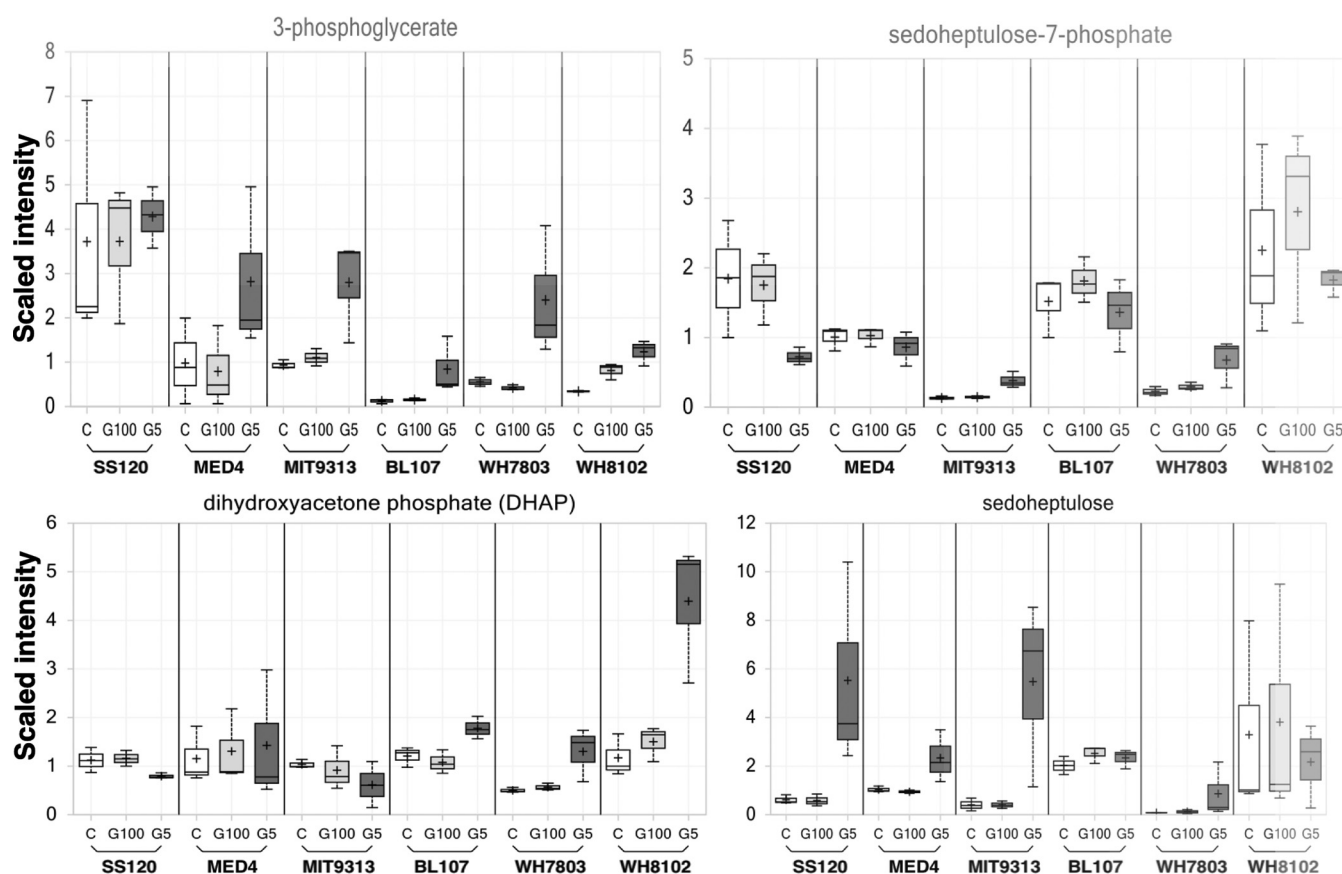 3-phosphoglycerate
Scaled intensity
8
7
6
5
4
3
2
1
0
C G100 G5 C G100 G5 C G100 G5 C G100 G5 C G100 G5 C G100 G5
SS120 MED4 MIT9313 BL107 WH7803 WH8102
sedoheptulose-7-phosphate
5
4
3
2
1
0
C G100 G5 C G100 G5 C G100 G5 C G100 G5 C G100 G5 C G100 G5
SS120 MED4 MIT9313 BL107 WH7803 WH8102
dihydroxyacetone phosphate (DHAP)
Scaled intensity
6
5
4
3
2
1
0
C G100 G5 C G100 G5 C G100 G5 C G100 G5 C G100 G5 C G100 G5
SS120 MED4 MIT9313 BL107 WH7803 WH8102
sedoheptulose
12
10
8
6
4
2
0
C G100 G5 C G100 G5 C G100 G5 C G100 G5 C G100 G5 C G100 G5
SS120 MED4 MIT9313 BL107 WH7803 WH8102